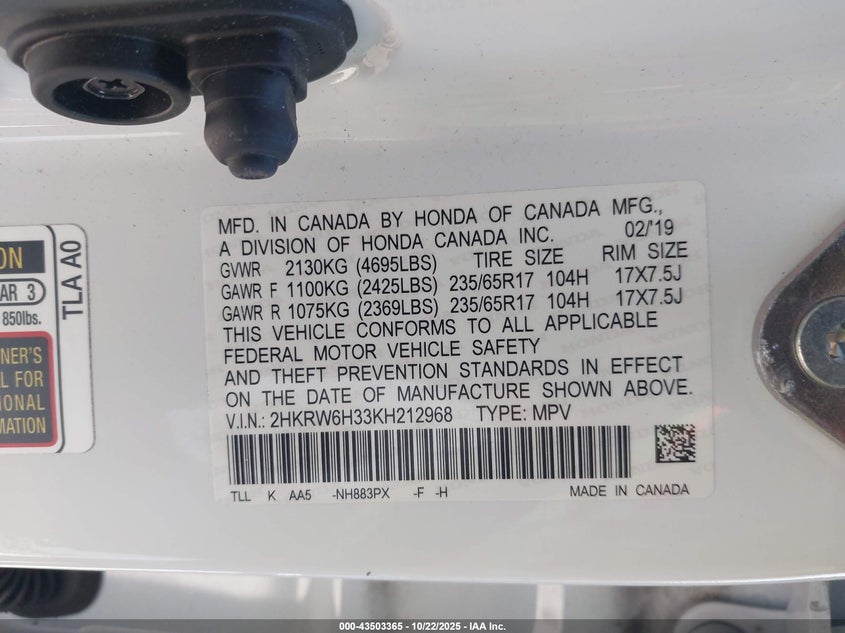 MFD. IN CANADA BY HONDA OF CANADA MFG.,
A DIVISION OF HONDA CANADA INC. 02/'19
GVWR 2130KG (4695LBS) TIRE SIZE RIM SIZE
GAWR F 1100KG (2425LBS) 235/65R17 104H 17X7.5J
GAWR R 1075KG (2369LBS) 235/65R17 104H 17X7.5J
THIS VEHICLE CONFORMS TO ALL APPLICABLE
FEDERAL MOTOR VEHICLE SAFETY
AND THEFT PREVENTION STANDARDS IN EFFECT
ON THE DATE OF MANUFACTURE SHOWN ABOVE.
V.I.N.: 2HKRW6H33KH212968 TYPE: MPV
TLL K AA5 -NH883PX -F -H MADE IN CANADA
ON
AR 3
850lbs.
TLA A0
NER'S
L FOR
IONAL
MATION
000-43503365 - 10/22/2025 - IAA Inc.